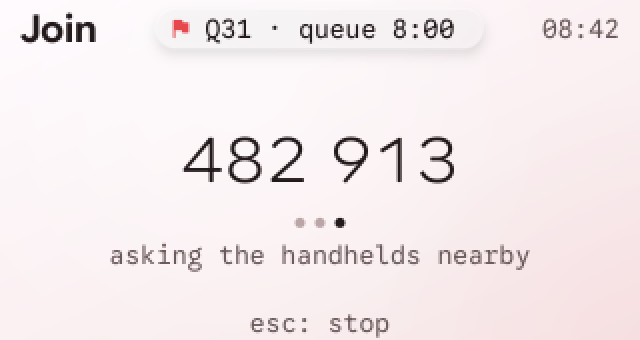 Join
Q31 · queue 8:00
08:42
482 913
asking the handhelds nearby
esc: stop